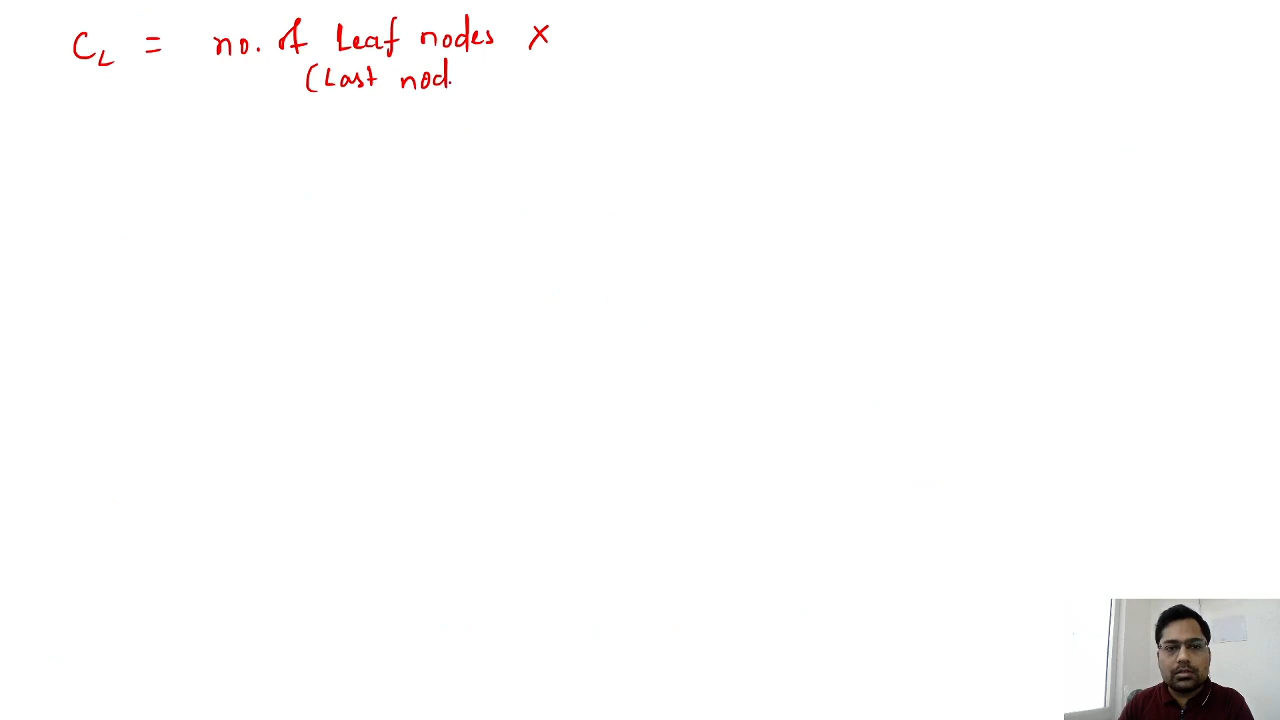 C_L = no. of Leaf nodes ×
(Last nod